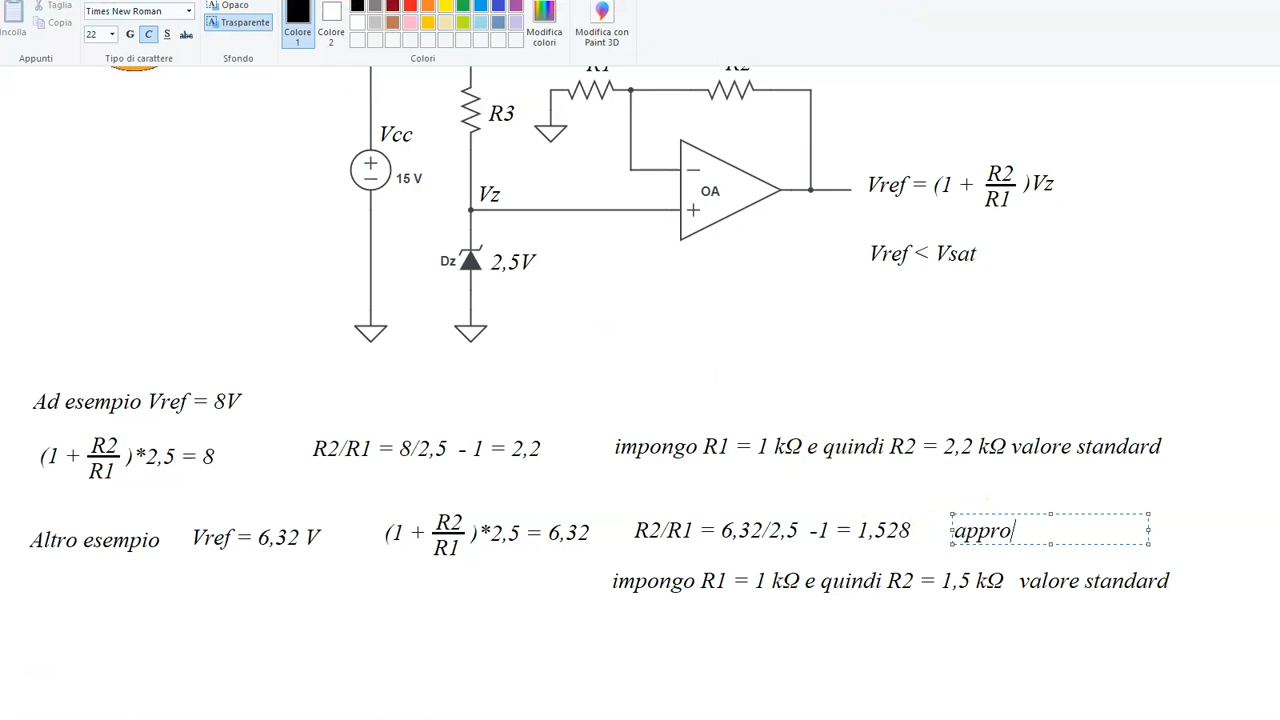 Taglia
Times New Roman
Opaco
Incolla
Copia
22
G C S abc
Trasparente
Colore 1
Colore 2
Modifica colori
Modifica con Paint 3D
Appunti
Tipo di carattere
Sfondo
Colori
R1
R2
R3
Vcc
15 V
Vz
OA
Vref = (1 + R2/R1 )Vz
Vref < Vsat
Dz
2,5V
Ad esempio Vref = 8V
(1 + R2/R1 )*2,5 = 8
R2/R1 = 8/2,5 - 1 = 2,2
impongo R1 = 1 kΩ e quindi R2 = 2,2 kΩ valore standard
Altro esempio
Vref = 6,32 V
(1 + R2/R1 )*2,5 = 6,32
R2/R1 = 6,32/2,5 -1 = 1,528
appro
impongo R1 = 1 kΩ e quindi R2 = 1,5 kΩ valore standard